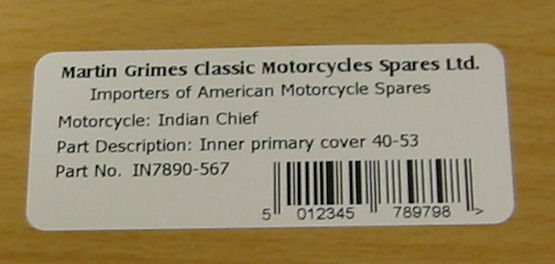 Martin Grimes Classic Motorcycles Spares Ltd.
Importers of American Motorcycle Spares
Motorcycle: Indian Chief
Part Description: Inner primary cover 40-53
Part No. IN7890-567
5 012345 789798 >